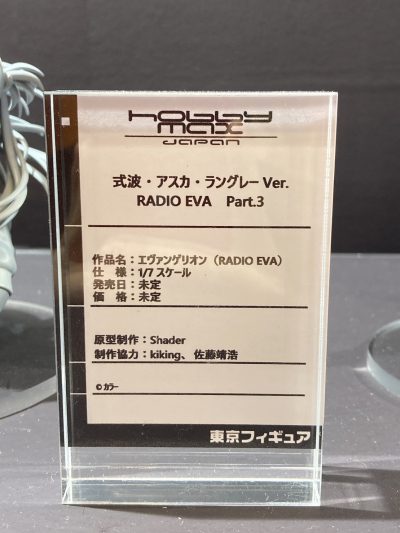 hobby
max
JAPAN
式波・アスカ・ラングレー Ver.
RADIO EVA Part.3
作品名：エヴァンゲリオン（RADIO EVA）
仕　様：1/7 スケール
発売日：未定
価　格：未定
原型制作：Shader
制作協力：kiking、佐藤靖浩
©カラー
東京フィギュア